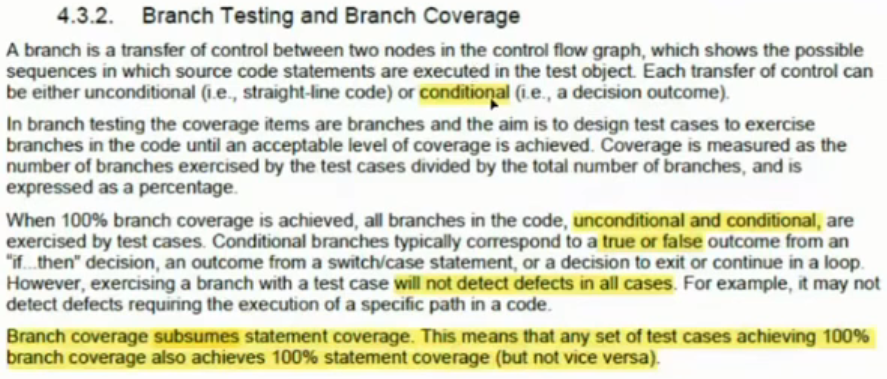 4.3.2. Branch Testing and Branch Coverage
A branch is a transfer of control between two nodes in the control flow graph, which shows the possible
sequences in which source code statements are executed in the test object. Each transfer of control can
be either unconditional (i.e., straight-line code) or conditional (i.e., a decision outcome).
In branch testing the coverage items are branches and the aim is to design test cases to exercise
branches in the code until an acceptable level of coverage is achieved. Coverage is measured as the
number of branches exercised by the test cases divided by the total number of branches, and is
expressed as a percentage.
When 100% branch coverage is achieved, all branches in the code, unconditional and conditional, are
exercised by test cases. Conditional branches typically correspond to a true or false outcome from an
"if...then" decision, an outcome from a switch/case statement, or a decision to exit or continue in a loop.
However, exercising a branch with a test case will not detect defects in all cases. For example, it may not
detect defects requiring the execution of a specific path in a code.
Branch coverage subsumes statement coverage. This means that any set of test cases achieving 100%
branch coverage also achieves 100% statement coverage (but not vice versa).